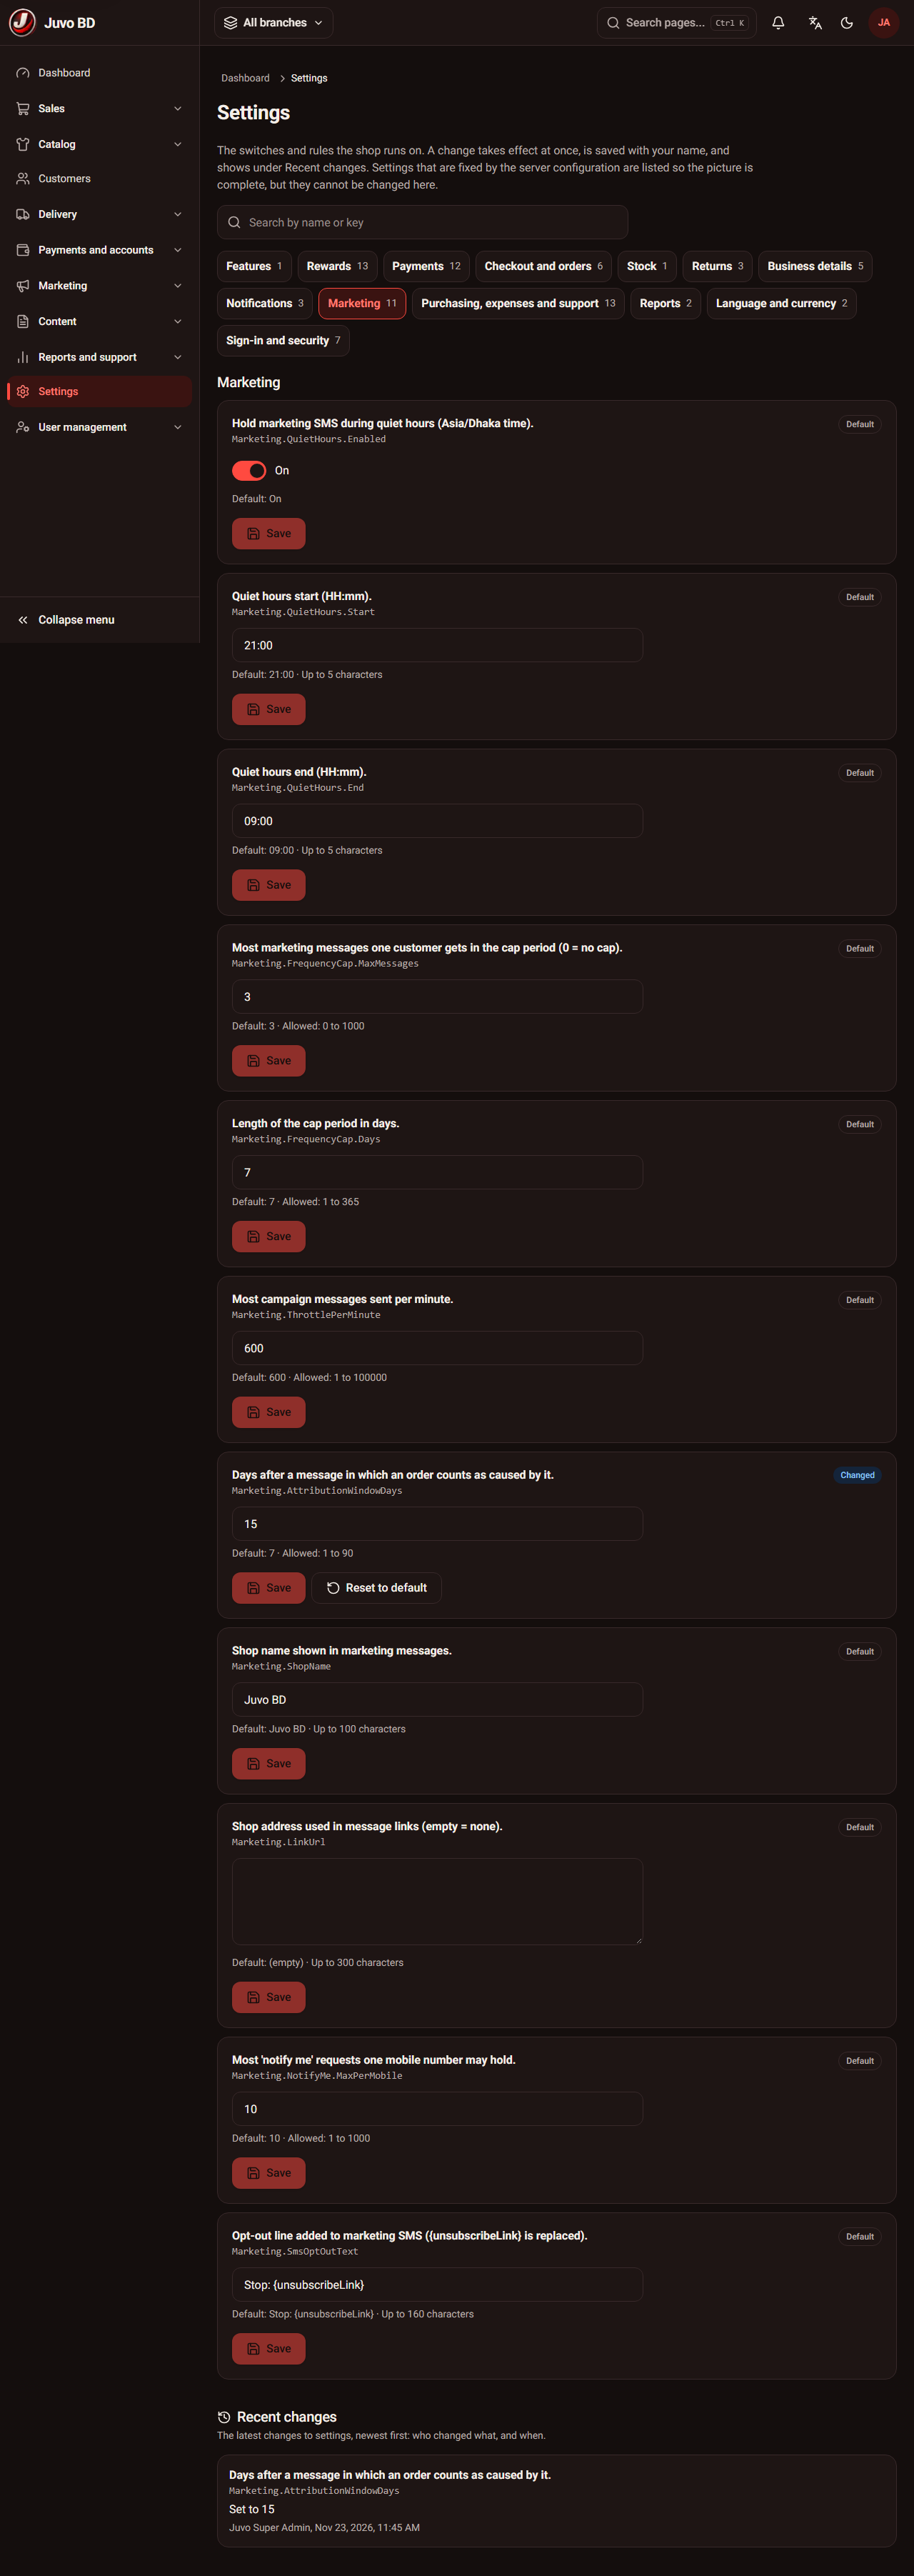 Juvo BD
All branches
Search pages... Ctrl K
JA
Dashboard
Sales
Catalog
Customers
Delivery
Payments and accounts
Marketing
Content
Reports and support
Settings
User management
Collapse menu
Dashboard > Settings
Settings
The switches and rules the shop runs on. A change takes effect at once, is saved with your name, and
shows under Recent changes. Settings that are fixed by the server configuration are listed so the picture is
complete, but they cannot be changed here.
Search by name or key
Features 1 Rewards 13 Payments 12 Checkout and orders 6 Stock 1 Returns 3 Business details 5
Notifications 3 Marketing 11 Purchasing, expenses and support 13 Reports 2 Language and currency 2
Sign-in and security 7
Marketing
Hold marketing SMS during quiet hours (Asia/Dhaka time). Default
Marketing.QuietHours.Enabled
On
Default: On
Save
Quiet hours start (HH:mm). Default
Marketing.QuietHours.Start
21:00
Default: 21:00 · Up to 5 characters
Save
Quiet hours end (HH:mm). Default
Marketing.QuietHours.End
09:00
Default: 09:00 · Up to 5 characters
Save
Most marketing messages one customer gets in the cap period (0 = no cap). Default
Marketing.FrequencyCap.MaxMessages
3
Default: 3 · Allowed: 0 to 1000
Save
Length of the cap period in days. Default
Marketing.FrequencyCap.Days
7
Default: 7 · Allowed: 1 to 365
Save
Most campaign messages sent per minute. Default
Marketing.ThrottlePerMinute
600
Default: 600 · Allowed: 1 to 100000
Save
Days after a message in which an order counts as caused by it. Changed
Marketing.AttributionWindowDays
15
Default: 7 · Allowed: 1 to 90
Save Reset to default
Shop name shown in marketing messages. Default
Marketing.ShopName
Juvo BD
Default: Juvo BD · Up to 100 characters
Save
Shop address used in message links (empty = none). Default
Marketing.LinkUrl
Default: (empty) · Up to 300 characters
Save
Most 'notify me' requests one mobile number may hold. Default
Marketing.NotifyMe.MaxPerMobile
10
Default: 10 · Allowed: 1 to 1000
Save
Opt-out line added to marketing SMS ({unsubscribeLink} is replaced). Default
Marketing.SmsOptOutText
Stop: {unsubscribeLink}
Default: Stop: {unsubscribeLink} · Up to 160 characters
Save
Recent changes
The latest changes to settings, newest first: who changed what, and when.
Days after a message in which an order counts as caused by it.
Marketing.AttributionWindowDays
Set to 15
Juvo Super Admin, Nov 23, 2026, 11:45 AM